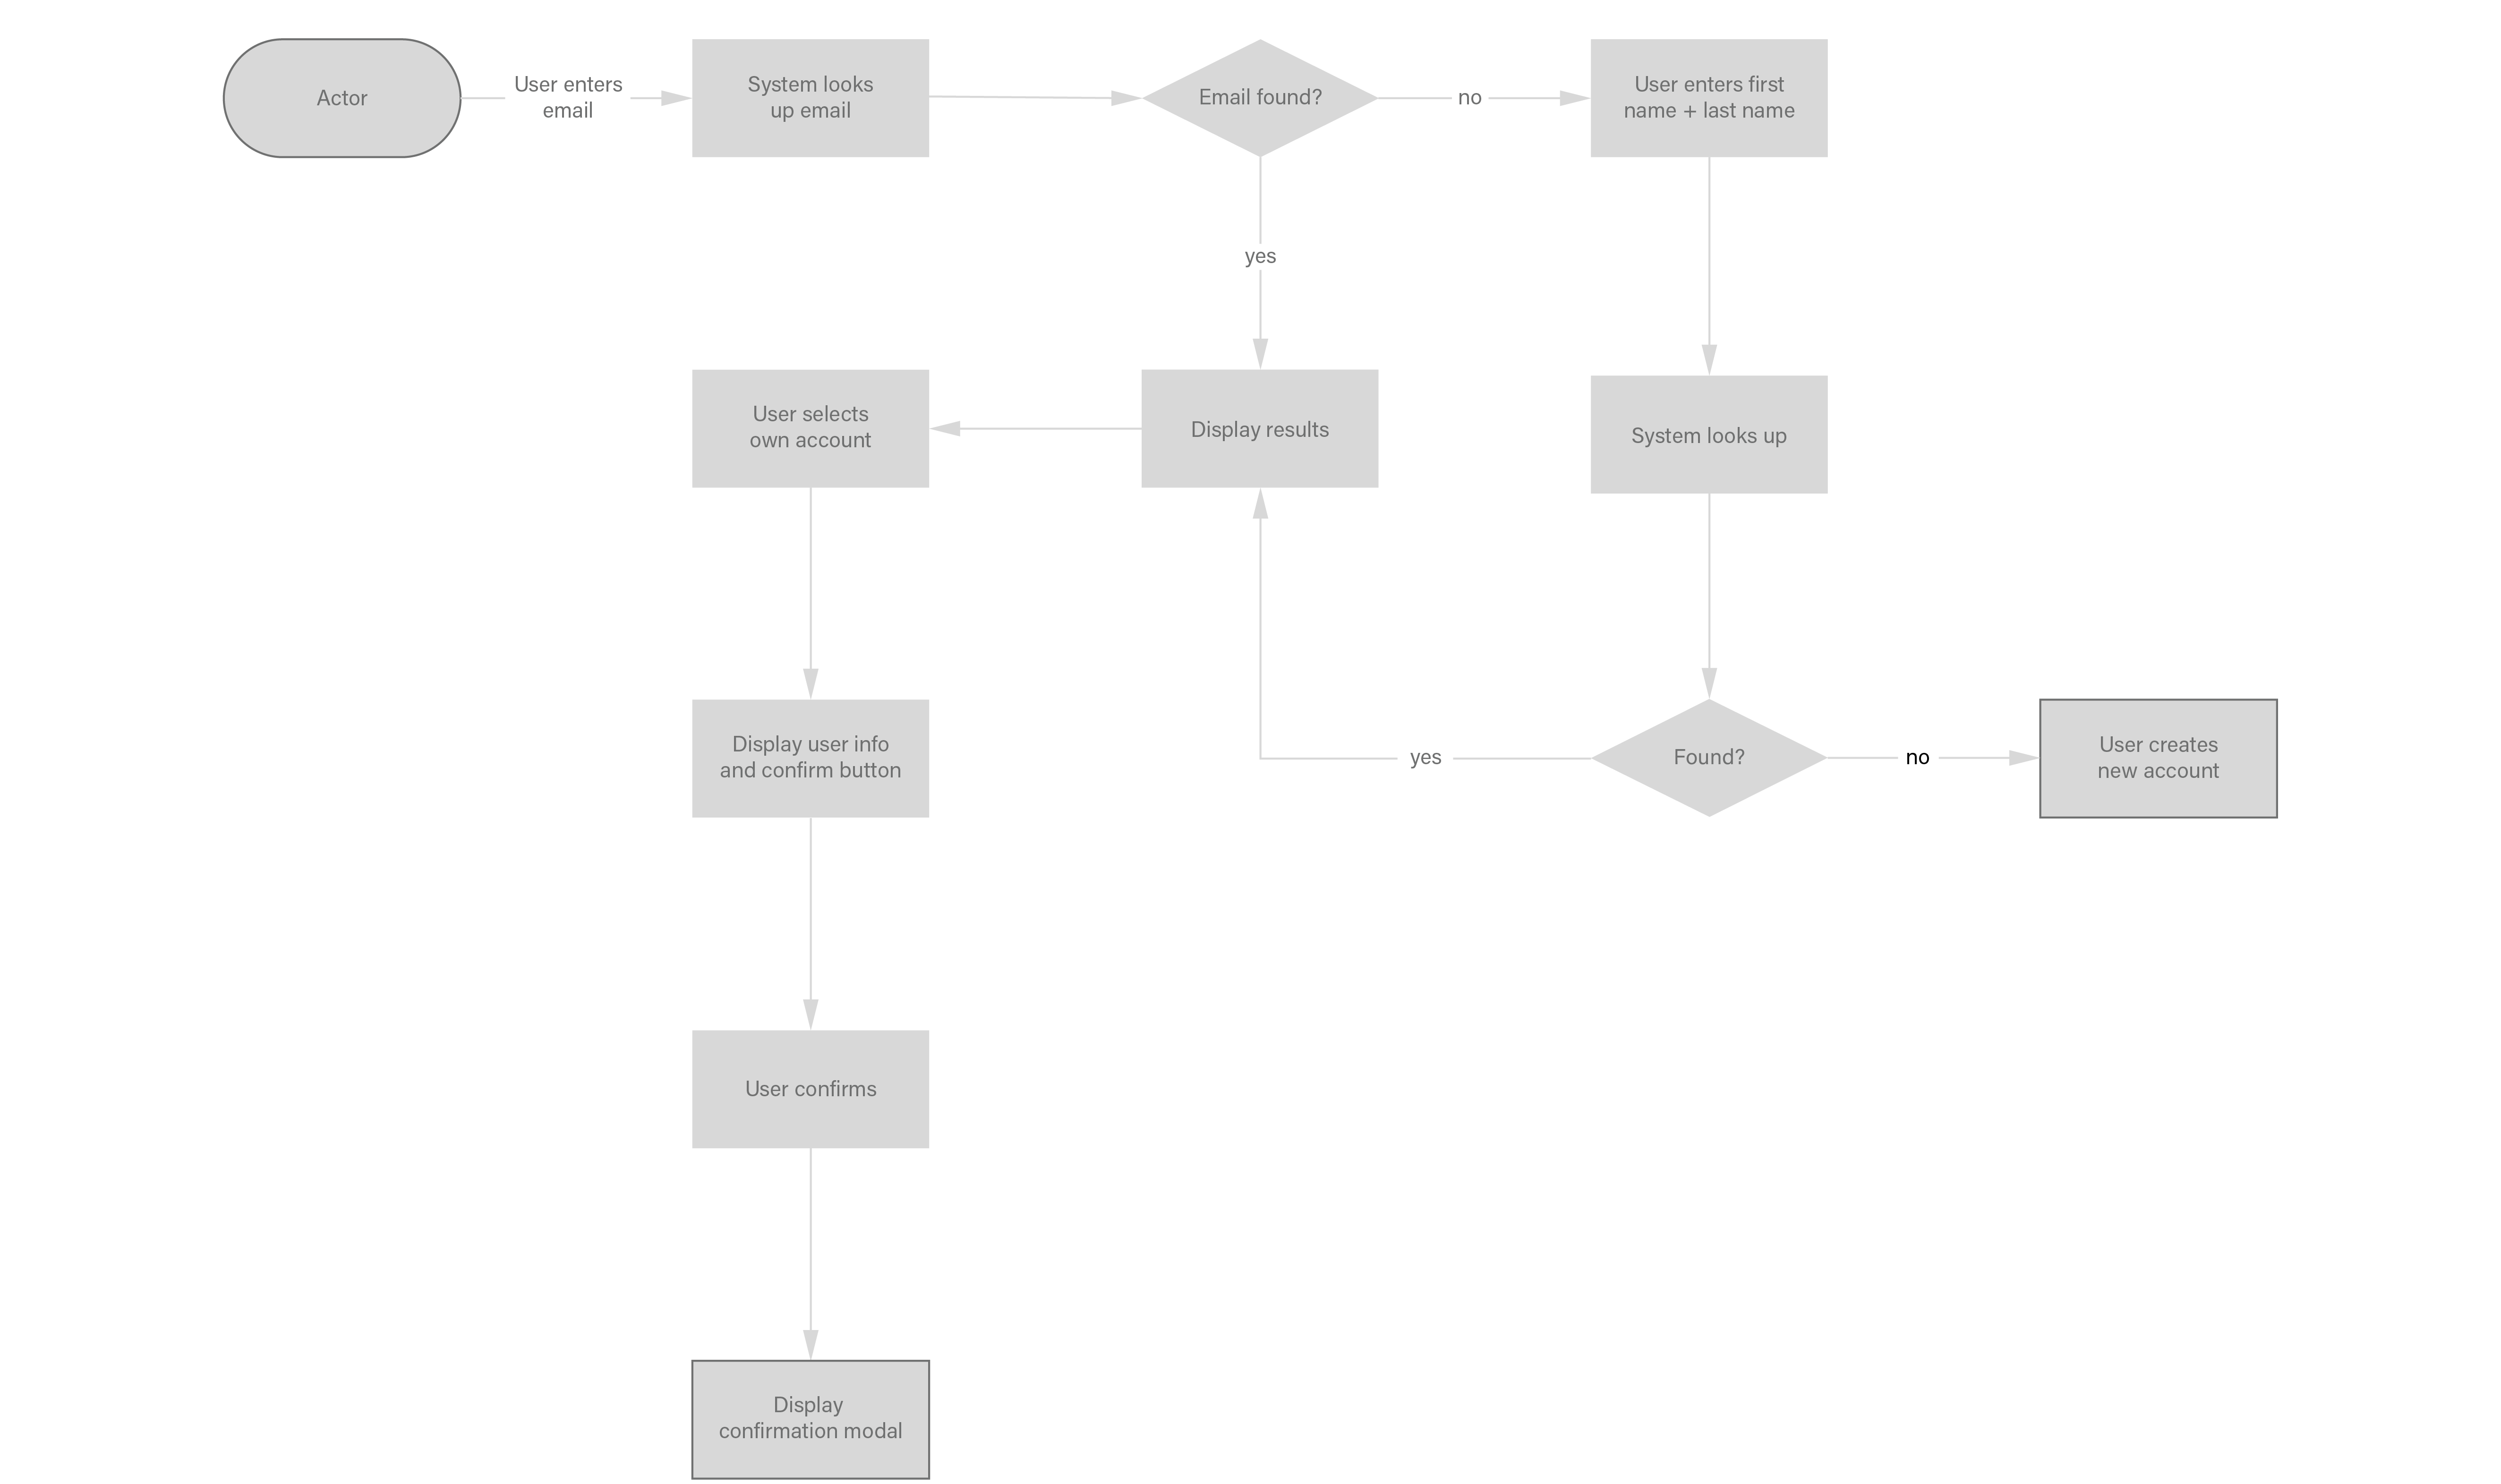 Actor
User enters
email
System looks
up email
Email found?
no
User enters first
name + last name
yes
User selects
own account
Display results
System looks up
Display user info
and confirm button
yes
Found?
no
User creates
new account
User confirms
Display
confirmation modal